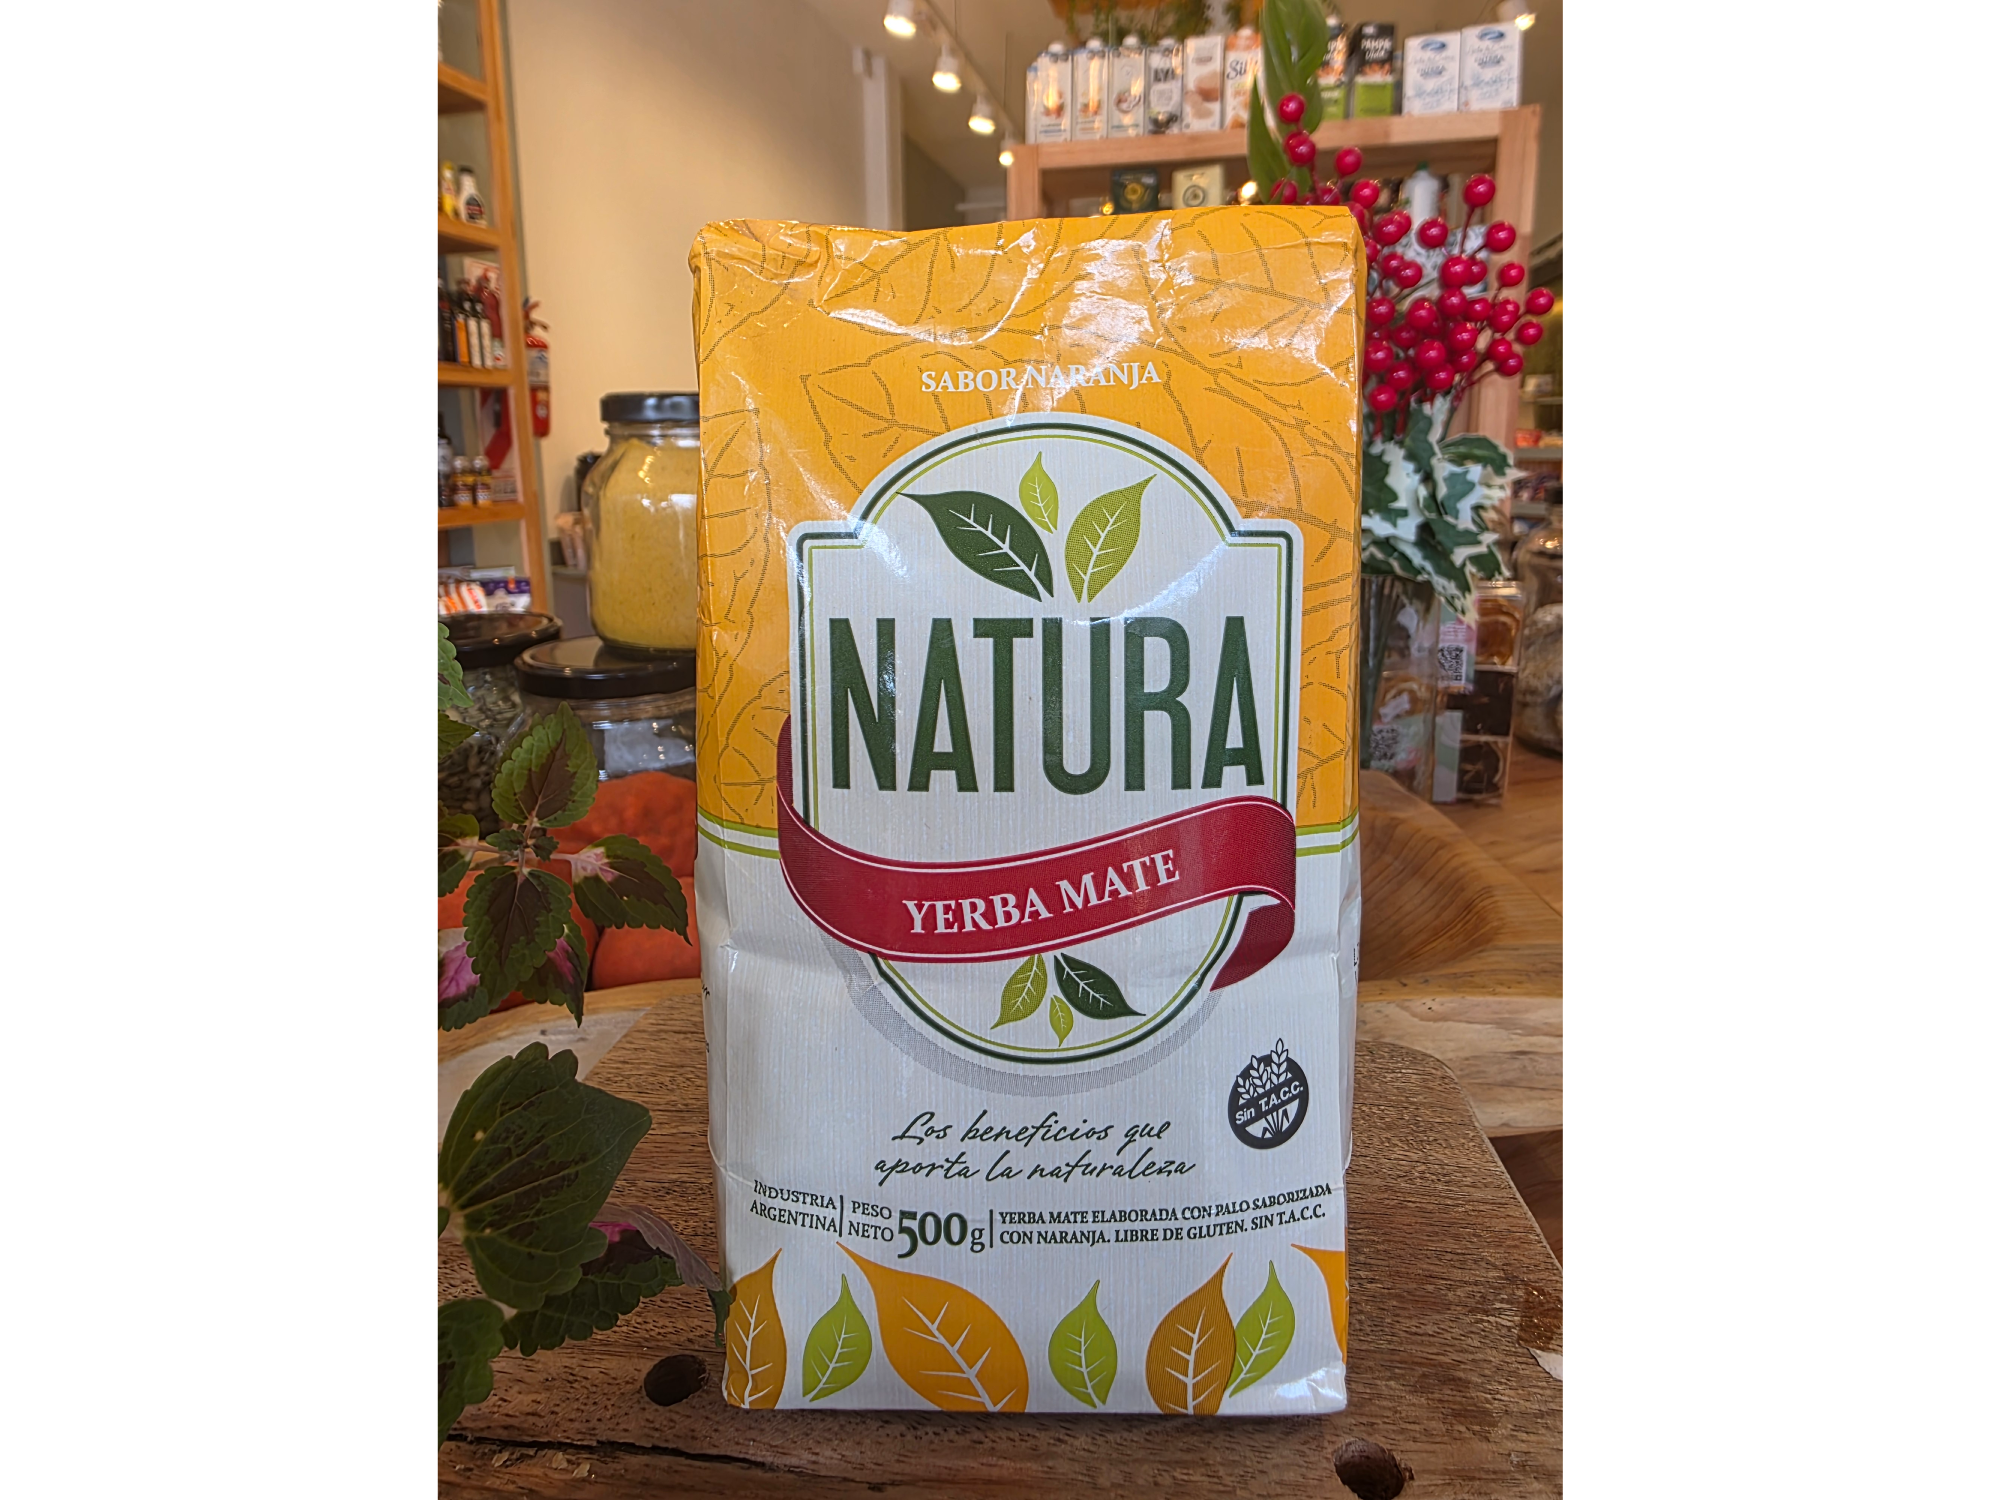 SABOR NARANJA
NATURA
YERBA MATE
Sin T.A.C.C.
Los beneficios que
aporta la naturaleza
INDUSTRIA
ARGENTINA
PESO
NETO
500g
YERBA MATE ELABORADA CON PALO SABORIZADA
CON NARANJA. LIBRE DE GLUTEN. SIN T.A.C.C.